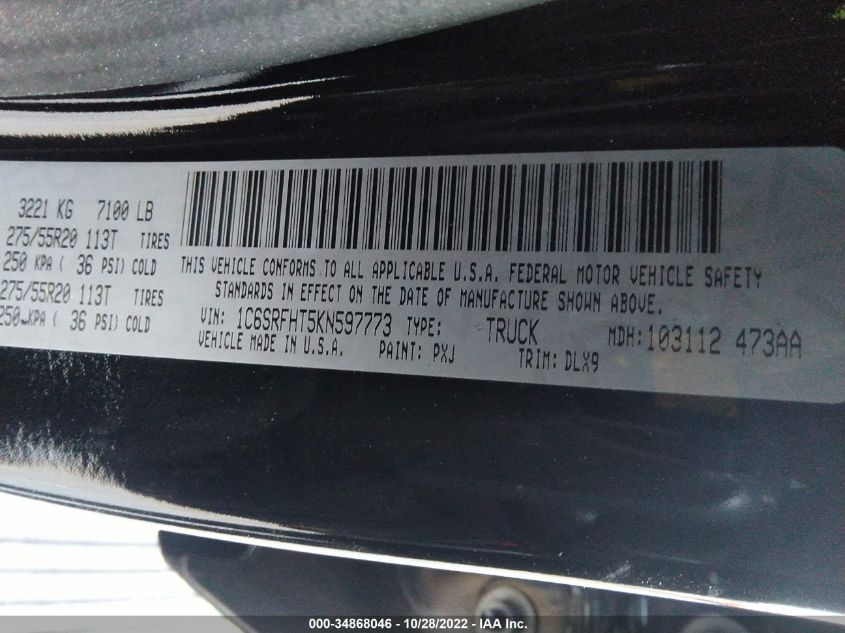 3221 KG 7100 LB
275/55R20 113T TIRES
250 KPA ( 36 PSI) COLD
275/55R20 113T TIRES
250 KPA ( 36 PSI) COLD
THIS VEHICLE CONFORMS TO ALL APPLICABLE U.S.A. FEDERAL MOTOR VEHICLE SAFETY
STANDARDS IN EFFECT ON THE DATE OF MANUFACTURE SHOWN ABOVE.
VIN: 1C6SRFHT5KN597773 TYPE: TRUCK MDH: 103112 473AA
VEHICLE MADE IN U.S.A. PAINT: PXJ TRIM: DLX9
000-34868046 / 10/28/2022 - IAA Inc.